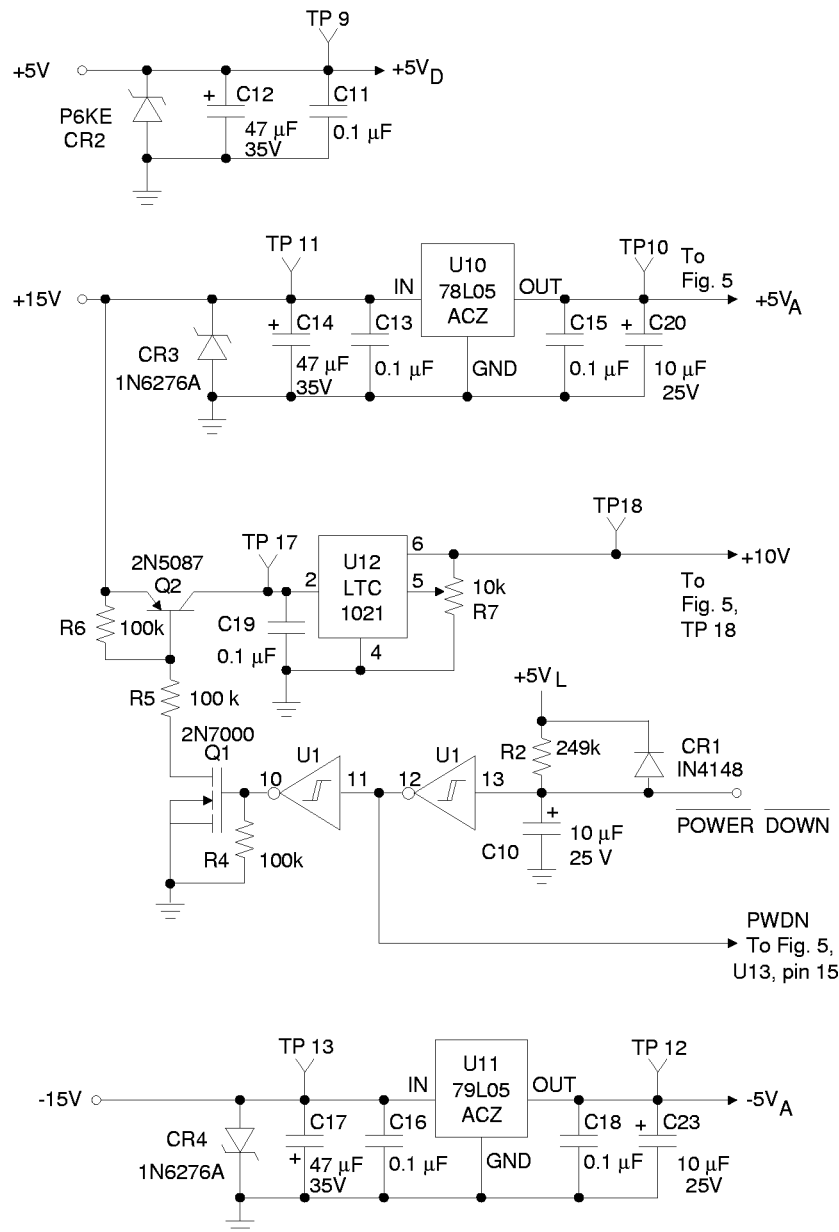 TP 9
+5V
+5VD
P6KE
CR2
+
C12
47 µF
35V
C11
0.1 µF
TP 11
TP10
To
Fig. 5
+15V
IN
U10
78L05
ACZ
OUT
+5VA
CR3
1N6276A
+
C14
47 µF
35V
C13
0.1 µF
GND
C15
0.1 µF
+
C20
10 µF
25V
2N5087
Q2
TP 17
TP18
R6
100k
C19
0.1 µF
2
U12
LTC
1021
6
5
4
10k
R7
+10V
To
Fig. 5,
TP 18
R5
100 k
2N7000
Q1
R4
100k
10
U1
11
12
U1
13
+5VL
R2
249k
CR1
IN4148
C10
+
10 µF
25 V
POWER DOWN
PWDN
To Fig. 5,
U13, pin 15
TP 13
TP 12
-15V
IN
U11
79L05
ACZ
OUT
-5VA
CR4
1N6276A
C17
+
47 µF
35V
C16
0.1 µF
GND
C18
0.1 µF
+
C23
10 µF
25V